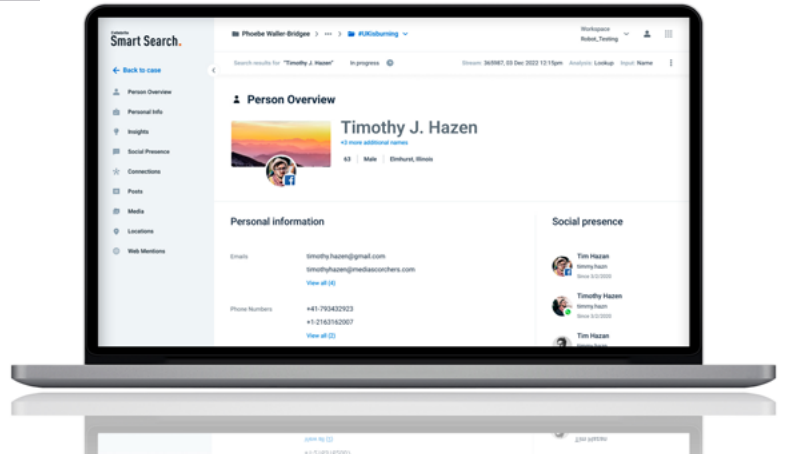 Cellebrite
Smart Search.
Phoebe Waller-Bridgee > ... > #UKisburning
Workspace
Robot_Testing
Back to case
Search results for "Timothy J. Hazen" In progress
Stream: 365987, 03 Dec 2022 12:15pm Analysis: Lookup Input: Name
Person Overview
Personal Info
Insights
Social Presence
Connections
Posts
Media
Locations
Web Mentions
Person Overview
Timothy J. Hazen
+3 more additional names
63 Male Elmhurst, Illinois
Personal information
Emails
timothy.hazen@gmail.com
timothyhazen@mediascorchers.com
View all (4)
Phone Numbers
+41-793432923
+1-2163162007
View all (2)
Social presence
Tim Hazan
timmy.hazn
Since 3/2/2020
Timothy Hazen
timmy.hazn
Since 3/2/2020
Tim Hazan